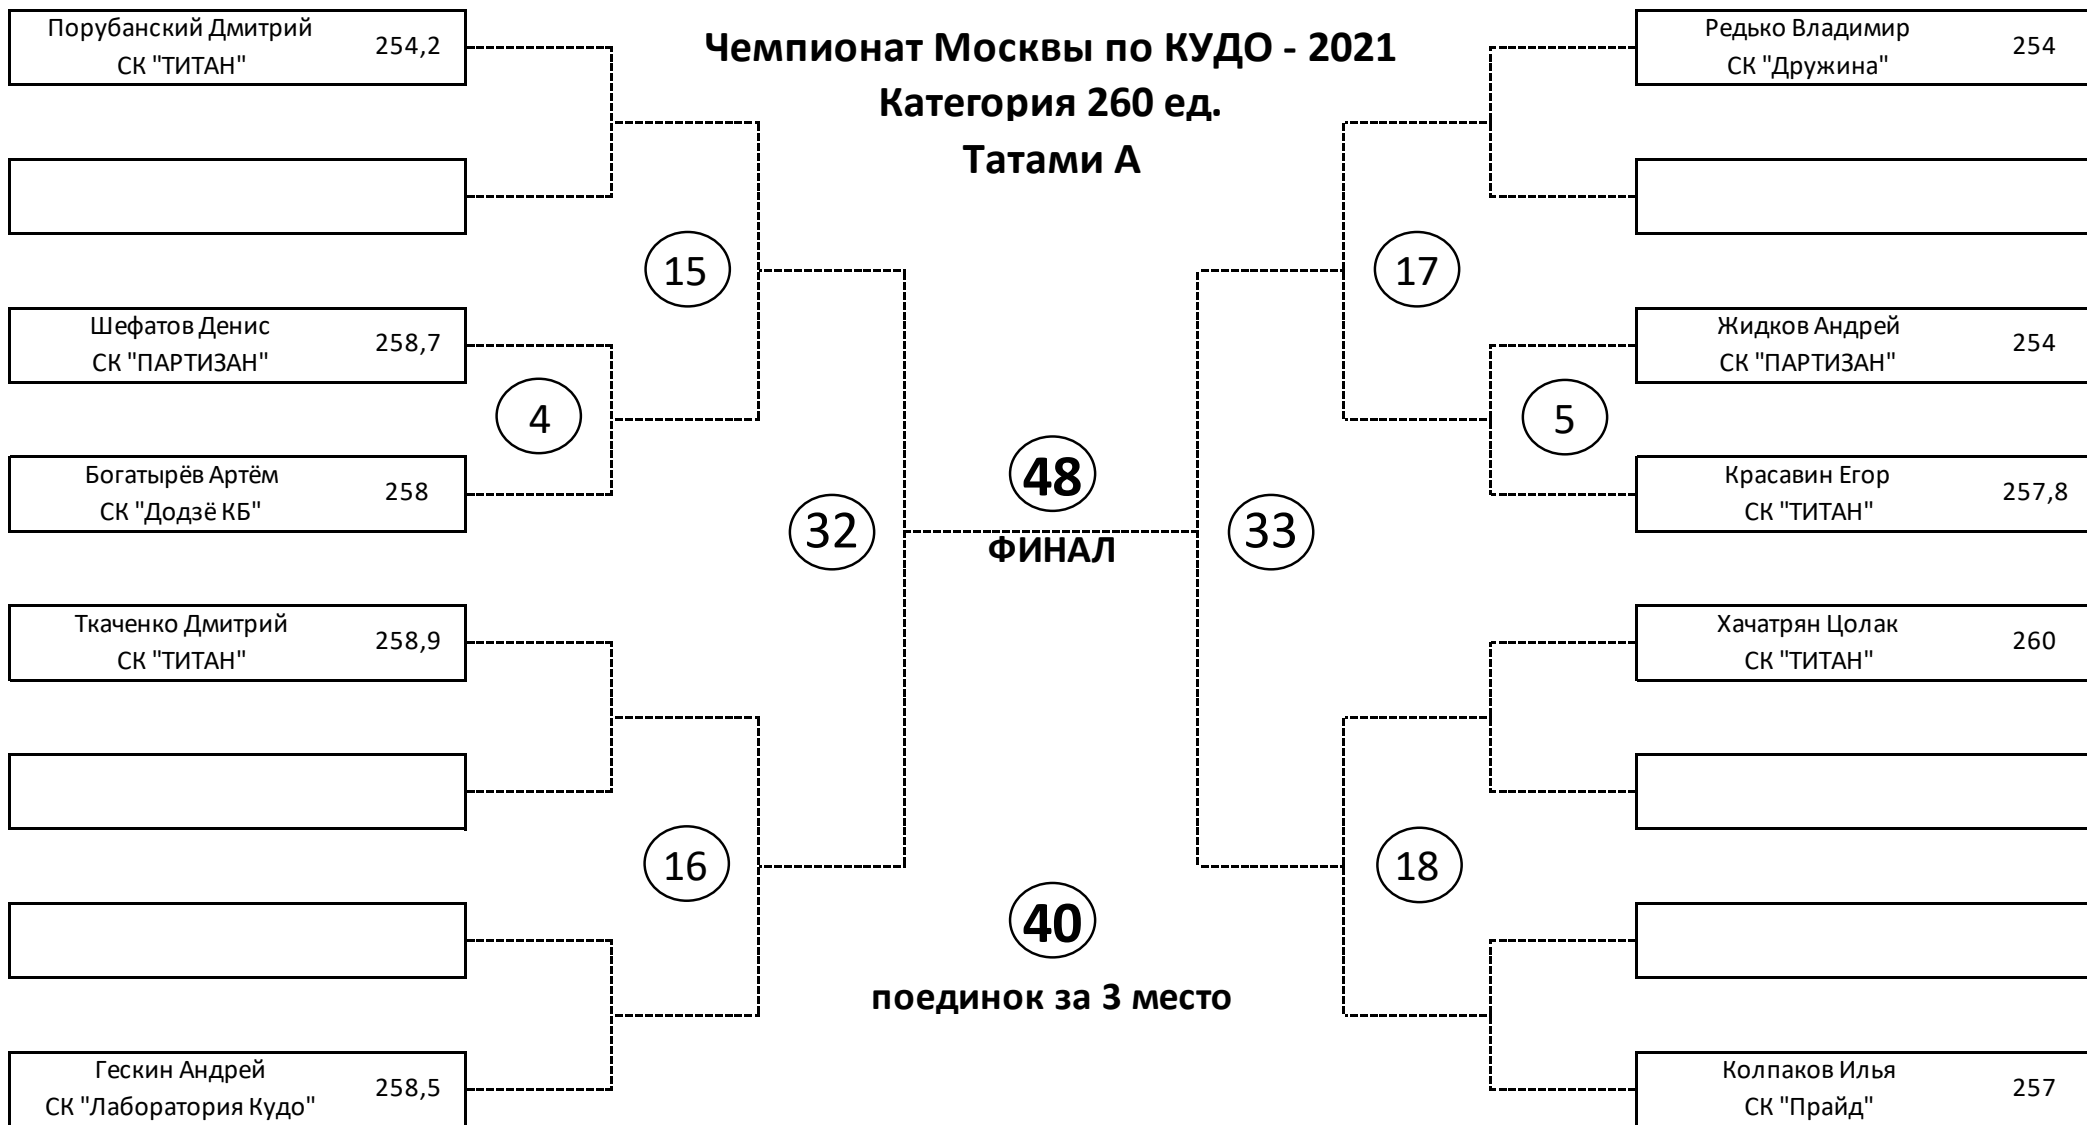 Чемпионат Москвы по КУДО - 2021
Категория 260 ед.
Татами А
Порубанский Дмитрий
СК "ТИТАН"
254,2
Шефатов Денис
СК "ПАРТИЗАН"
258,7
Богатырёв Артём
СК "Додзё КБ"
258
Ткаченко Дмитрий
СК "ТИТАН"
258,9
Гескин Андрей
СК "Лаборатория Кудо"
258,5
4
15
16
32
48
ФИНАЛ
40
поединок за 3 место
33
17
18
5
Редько Владимир
СК "Дружина"
254
Жидков Андрей
СК "ПАРТИЗАН"
254
Красавин Егор
СК "ТИТАН"
257,8
Хачатрян Цолак
СК "ТИТАН"
260
Колпаков Илья
СК "Прайд"
257